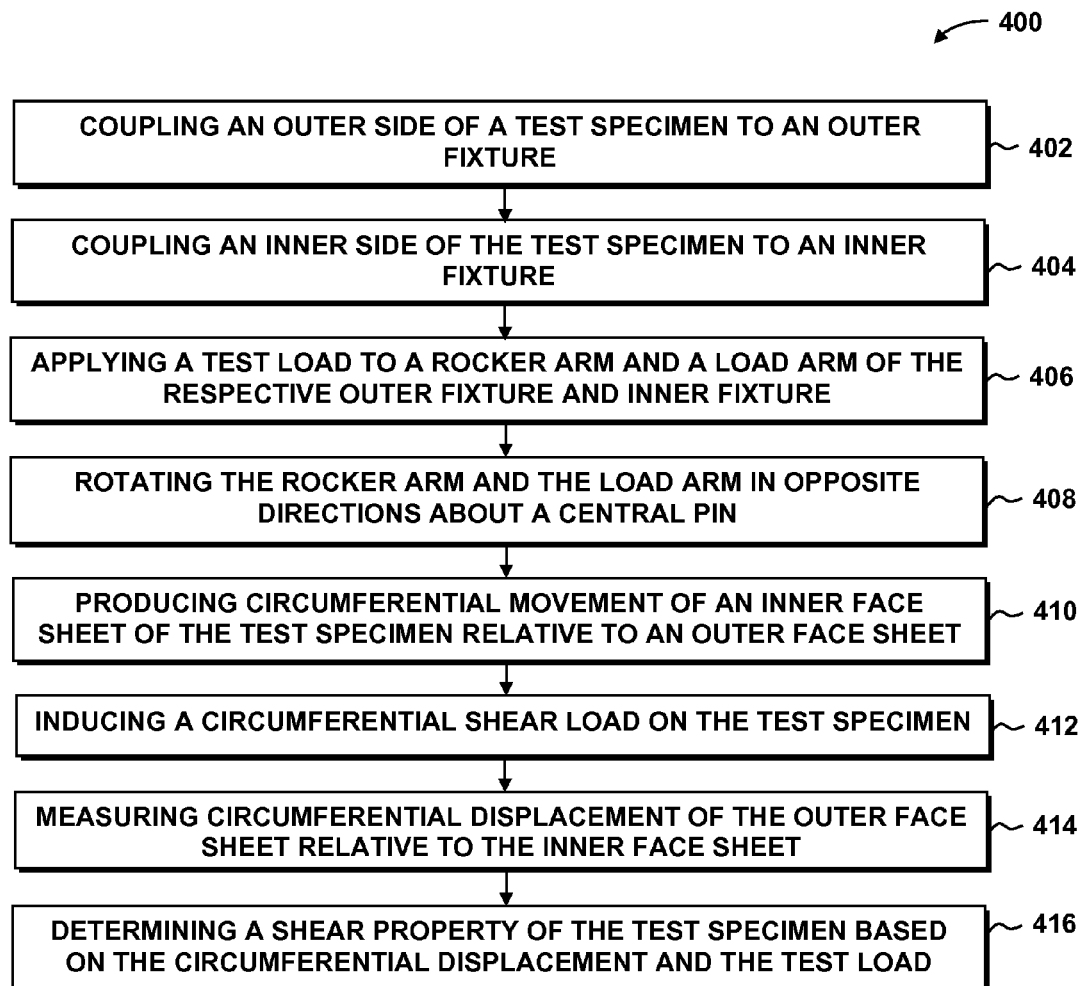 400
COUPLING AN OUTER SIDE OF A TEST SPECIMEN TO AN OUTER
FIXTURE
402
COUPLING AN INNER SIDE OF THE TEST SPECIMEN TO AN INNER
FIXTURE
404
APPLYING A TEST LOAD TO A ROCKER ARM AND A LOAD ARM OF THE
RESPECTIVE OUTER FIXTURE AND INNER FIXTURE
406
ROTATING THE ROCKER ARM AND THE LOAD ARM IN OPPOSITE
DIRECTIONS ABOUT A CENTRAL PIN
408
PRODUCING CIRCUMFERENTIAL MOVEMENT OF AN INNER FACE
SHEET OF THE TEST SPECIMEN RELATIVE TO AN OUTER FACE SHEET
410
INDUCING A CIRCUMFERENTIAL SHEAR LOAD ON THE TEST SPECIMEN
412
MEASURING CIRCUMFERENTIAL DISPLACEMENT OF THE OUTER FACE
SHEET RELATIVE TO THE INNER FACE SHEET
414
DETERMINING A SHEAR PROPERTY OF THE TEST SPECIMEN BASED
ON THE CIRCUMFERENTIAL DISPLACEMENT AND THE TEST LOAD
416